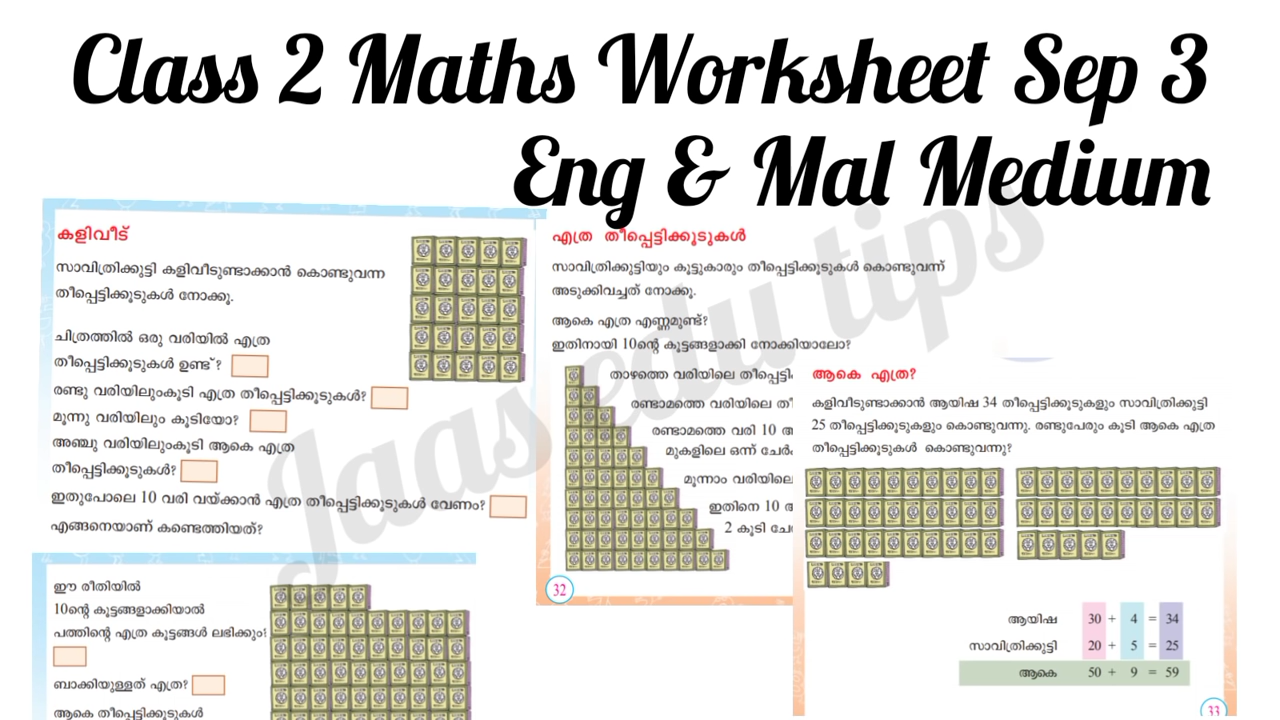 Class 2 Maths Worksheet Sep 3
Eng & Mal Medium
കളിവീട്
സാവിത്രിക്കുട്ടി കളിവീടുണ്ടാക്കാൻ കൊണ്ടുവന്ന
തീപ്പെട്ടിക്കൂടുകൾ നോക്കൂ.
ചിത്രത്തിൽ ഒരു വരിയിൽ എത്ര
തീപ്പെട്ടിക്കൂടുകൾ ഉണ്ട്?
രണ്ടു വരിയിലുംകൂടി എത്ര തീപ്പെട്ടിക്കൂടുകൾ?
മൂന്നു വരിയിലും കൂടിയോ?
അഞ്ചു വരിയിലുംകൂടി ആകെ എത്ര
തീപ്പെട്ടിക്കൂടുകൾ?
ഇതുപോലെ 10 വരി വയ്ക്കാൻ എത്ര തീപ്പെട്ടിക്കൂടുകൾ വേണം?
എങ്ങനെയാണ് കണ്ടെത്തിയത്?
ഈ രീതിയിൽ
10ന്റെ കൂട്ടങ്ങളാക്കിയാൽ
പത്തിന്റെ എത്ര കൂട്ടങ്ങൾ ലഭിക്കും?
ബാക്കിയുള്ളത് എത്ര?
ആകെ തീപ്പെട്ടിക്കൂടുകൾ
എത്ര തീപ്പെട്ടിക്കൂടുകൾ
സാവിത്രിക്കുട്ടിയും കൂട്ടുകാരും തീപ്പെട്ടിക്കൂടുകൾ കൊണ്ടുവന്ന്
അടുക്കിവച്ചത് നോക്കൂ.
ആകെ എത്ര എണ്ണമുണ്ട്?
ഇതിനായി 10ന്റെ കൂട്ടങ്ങളാക്കി നോക്കിയാലോ?
താഴത്തെ വരിയിലെ
രണ്ടാമത്തെ വരിയിലെ
രണ്ടാമത്തെ വരി 10
മുകളിലെ ഒന്ന്
മൂന്നാം വരിയിലെ
ഇതിനെ 10
2 കൂടി
32
ആകെ എത്ര?
കളിവീടുണ്ടാക്കാൻ ആയിഷ 34 തീപ്പെട്ടിക്കൂടുകളും സാവിത്രിക്കുട്ടി
25 തീപ്പെട്ടിക്കൂടുകളും കൊണ്ടുവന്നു. രണ്ടുപേരും കൂടി ആകെ എത്ര
തീപ്പെട്ടിക്കൂടുകൾ കൊണ്ടുവന്നു?
ആയിഷ 30 + 4 = 34
സാവിത്രിക്കുട്ടി 20 + 5 = 25
ആകെ 50 + 9 = 59
33
Jaas edu tips